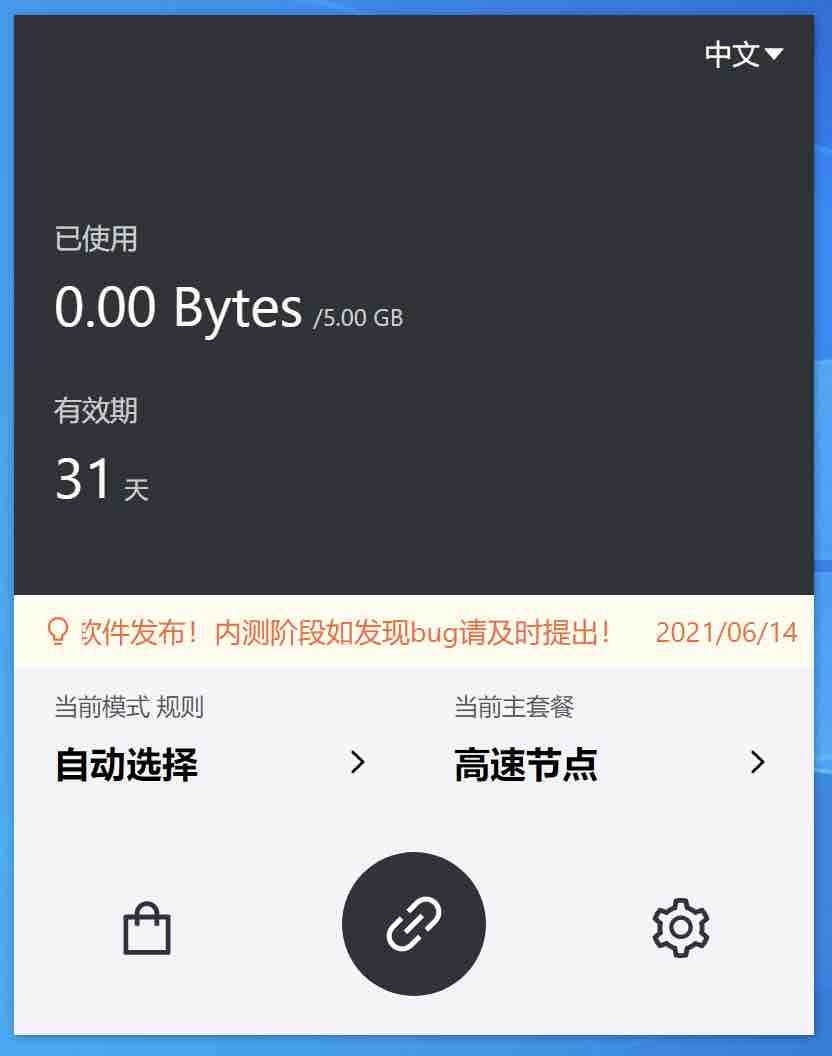 中文
已使用
0.00 Bytes /5.00 GB
有效期
31 天
软件发布！内测阶段如发现bug请及时提出！ 2021/06/14
当前模式 规则 当前主套餐
自动选择 高速节点